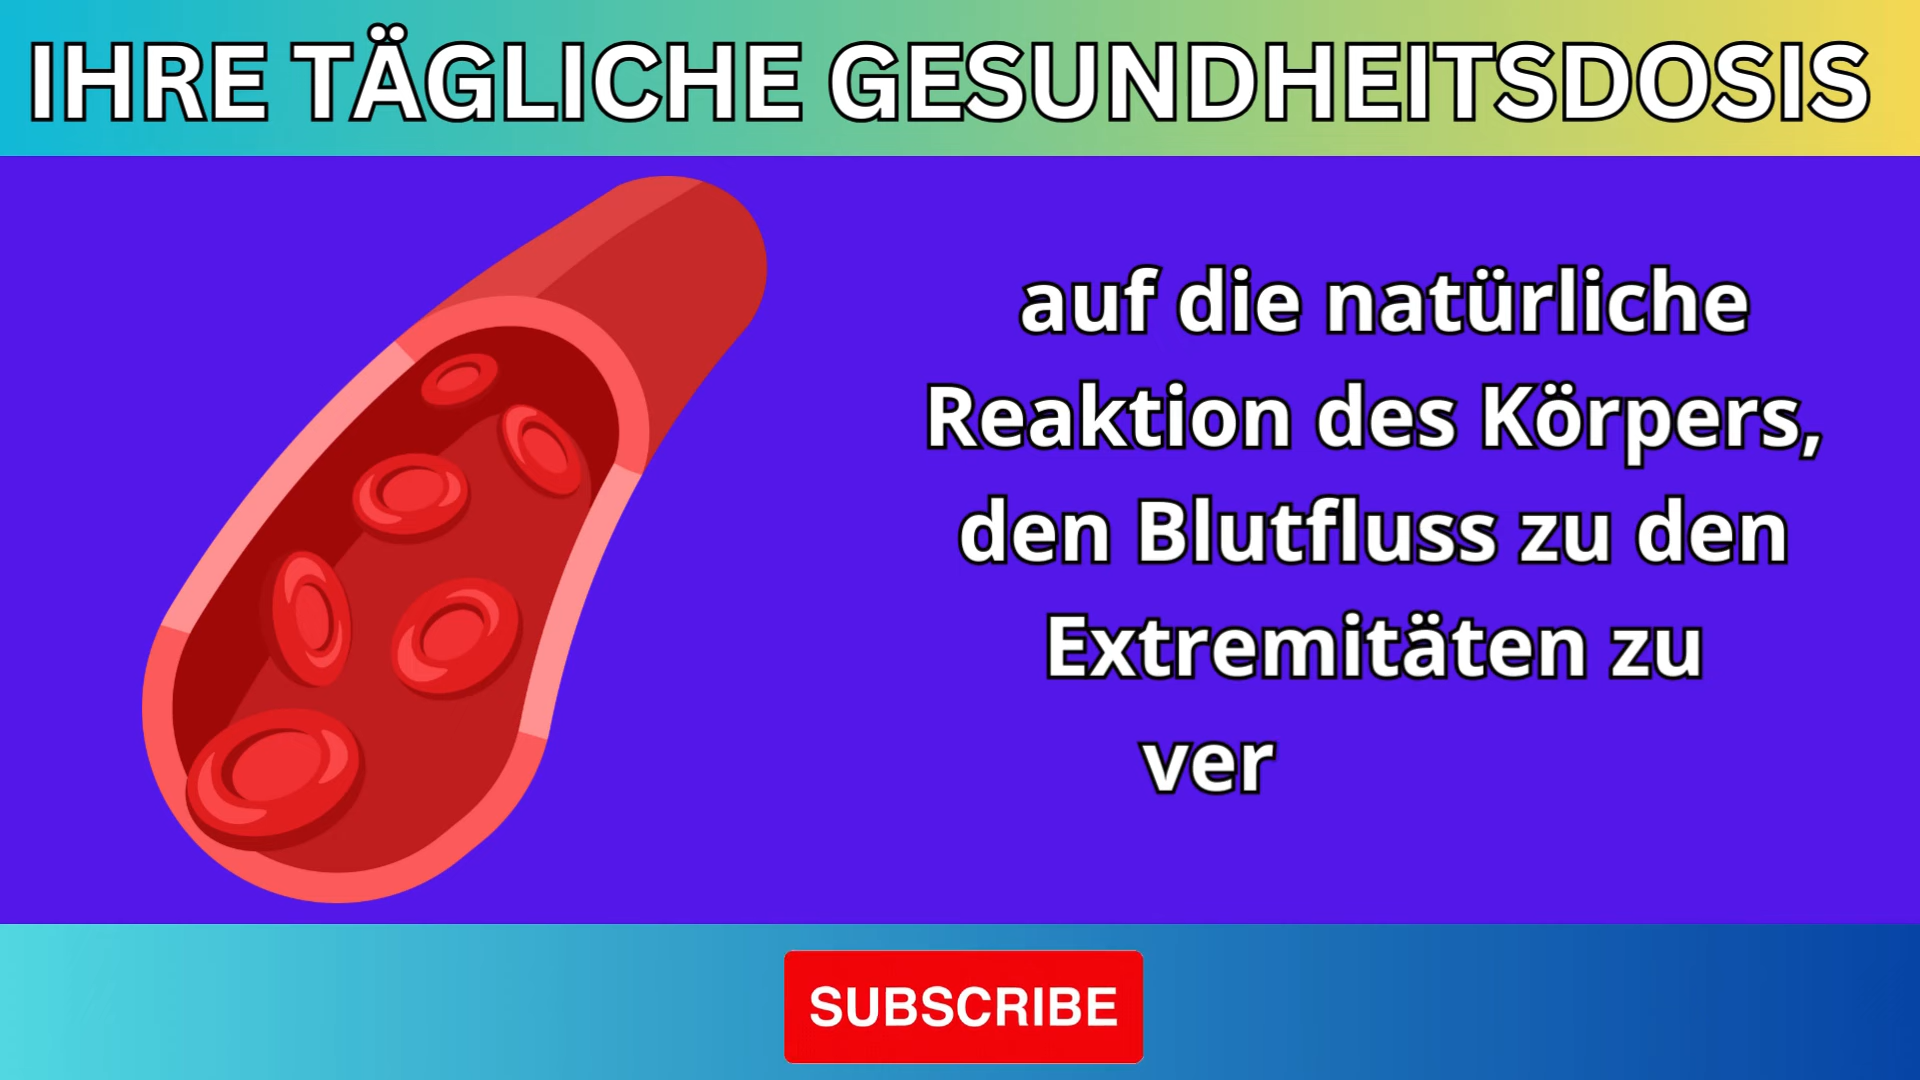 IHRE TÄGLICHE GESUNDHEITSDOSIS
auf die natürliche
Reaktion des Körpers,
den Blutfluss zu den
Extremitäten zu
ver
SUBSCRIBE